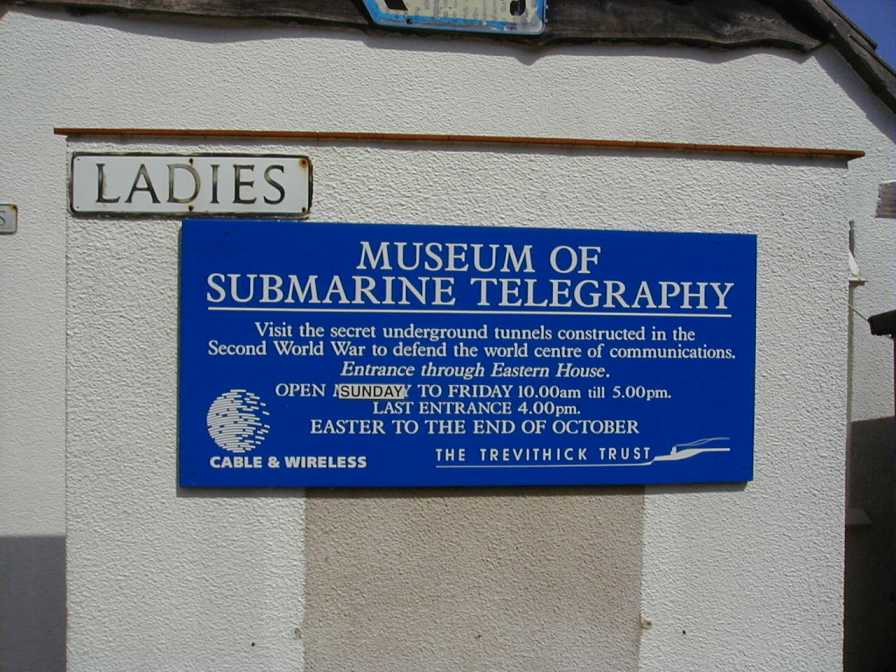 LADIES
MUSEUM OF
SUBMARINE TELEGRAPHY
Visit the secret underground tunnels constructed in the
Second World War to defend the world centre of communications.
Entrance through Eastern House.
OPEN SUNDAY TO FRIDAY 10.00am till 5.00pm.
LAST ENTRANCE 4.00pm.
EASTER TO THE END OF OCTOBER
CABLE & WIRELESS
THE TREVITHICK TRUST